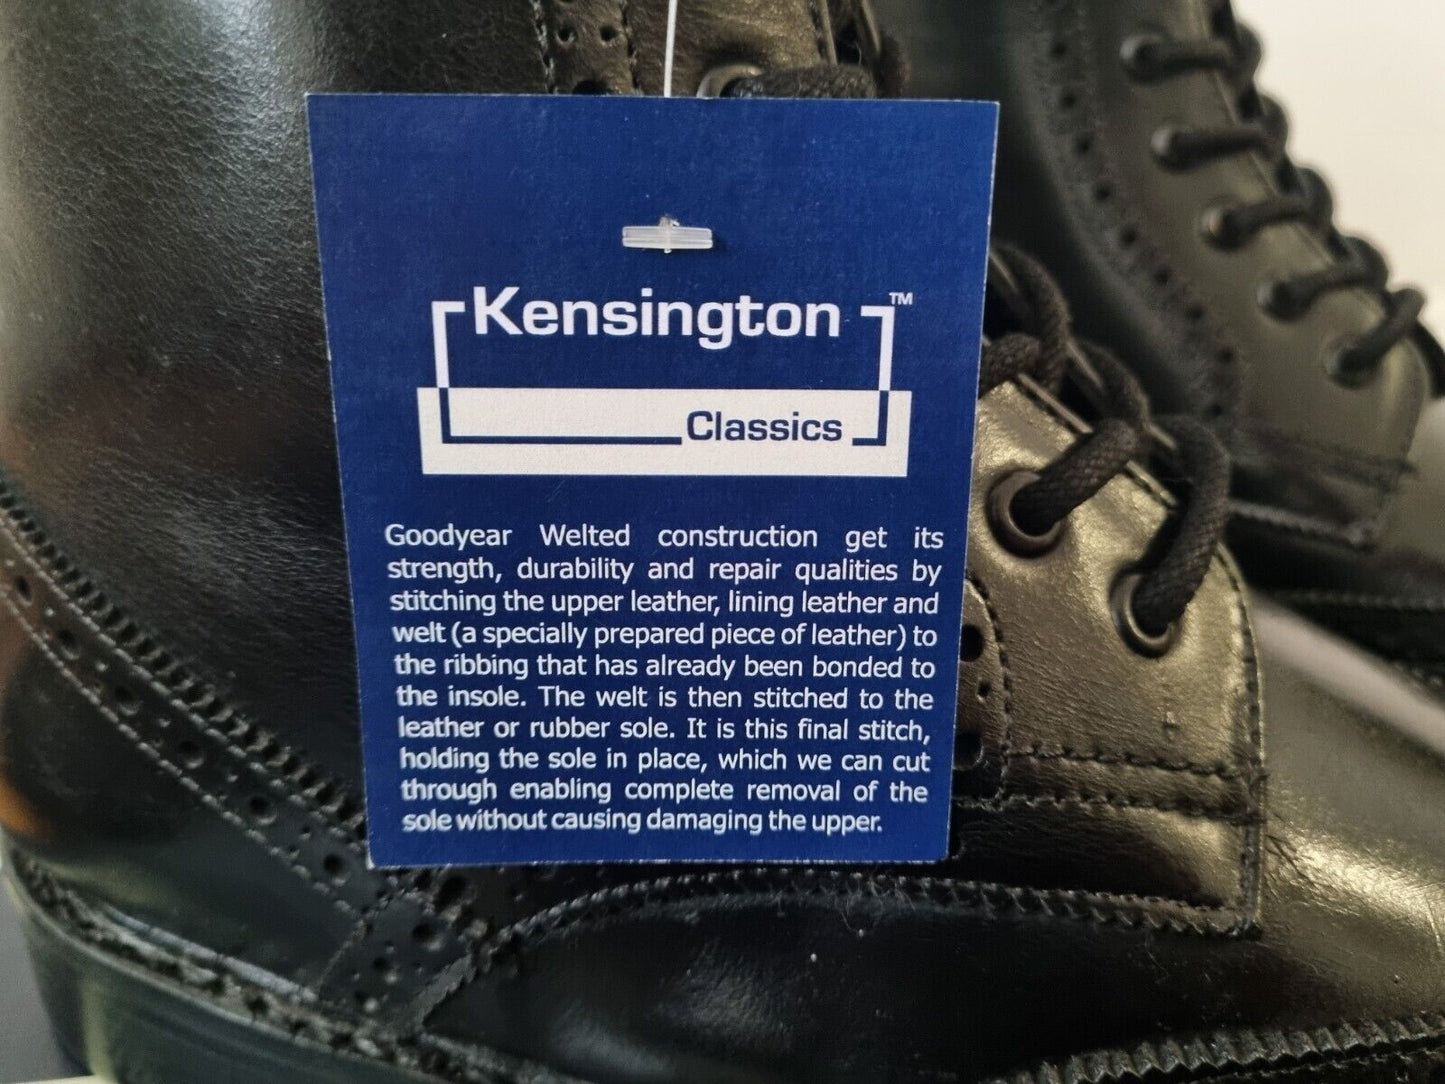 Kensington ™
Classics
Goodyear Welted construction get its
strength, durability and repair qualities by
stitching the upper leather, lining leather and
welt (a specially prepared piece of leather) to
the ribbing that has already been bonded to
the insole. The welt is then stitched to the
leather or rubber sole. It is this final stitch,
holding the sole in place, which we can cut
through enabling complete removal of the
sole without causing damaging the upper.